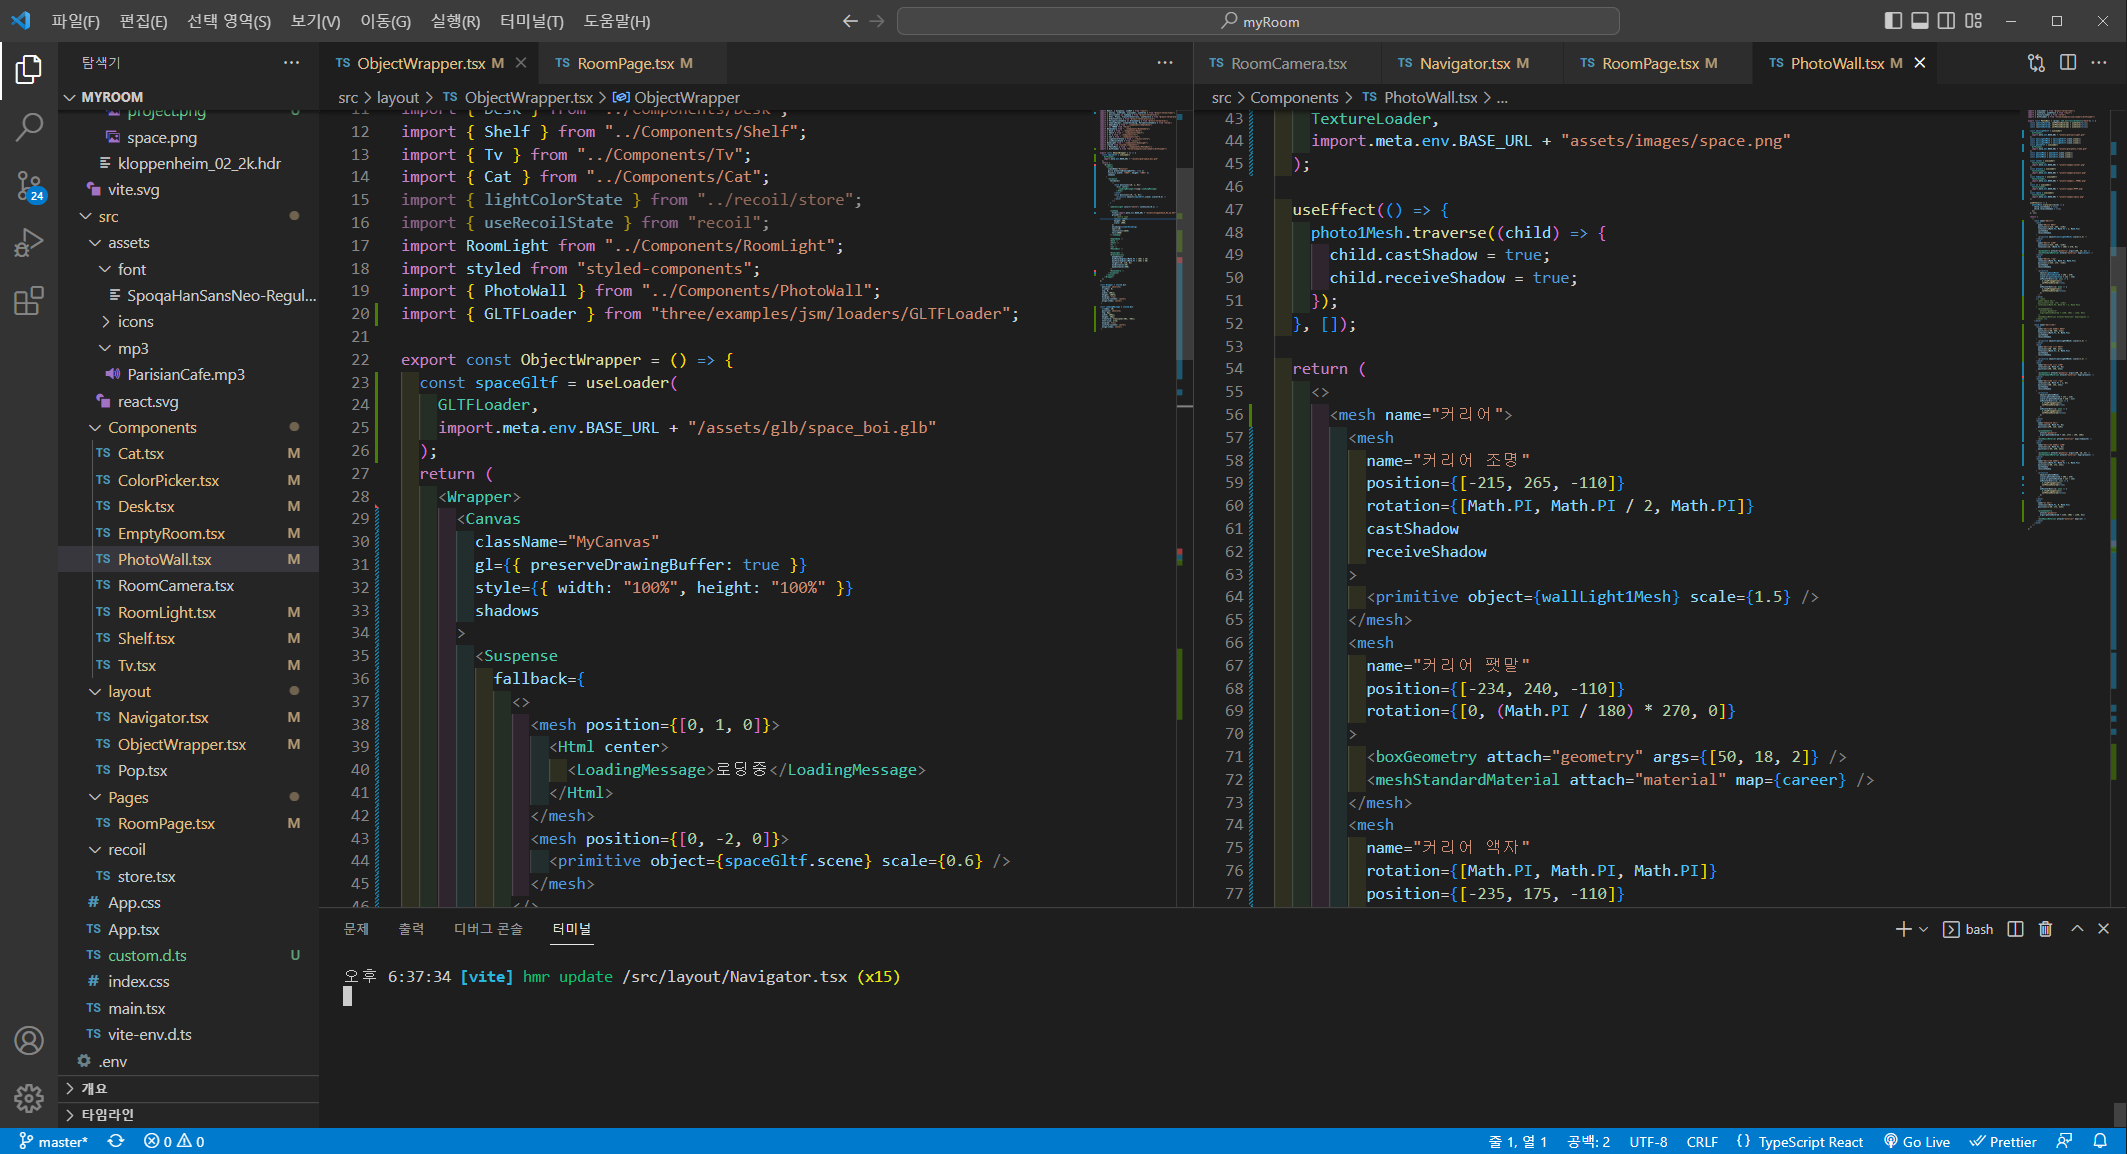 파일(F) 편집(E) 선택 영역(S) 보기(V) 이동(G) 실행(R) 터미널(T) 도움말(H)
myRoom
탐색기
MYROOM
project.png U
space.png
kloppenheim_02_2k.hdr
vite.svg
src
assets
font
SpoqaHanSansNeo-Regul...
icons
mp3
ParisianCafe.mp3
react.svg
Components
TS Cat.tsx M
TS ColorPicker.tsx M
TS Desk.tsx M
TS EmptyRoom.tsx M
TS PhotoWall.tsx M
TS RoomCamera.tsx
TS RoomLight.tsx M
TS Shelf.tsx M
TS Tv.tsx M
layout
TS Navigator.tsx M
TS ObjectWrapper.tsx M
TS Pop.tsx
Pages
TS RoomPage.tsx M
recoil
TS store.tsx
# App.css
TS App.tsx
TS custom.d.ts U
# index.css
TS main.tsx
TS vite-env.d.ts
.env
개요
타임라인
24
TS ObjectWrapper.tsx M TS RoomPage.tsx M
src > layout > TS ObjectWrapper.tsx > ObjectWrapper
11 import { Desk } from "../Components/Desk";
12 import { Shelf } from "../Components/Shelf";
13 import { Tv } from "../Components/Tv";
14 import { Cat } from "../Components/Cat";
15 import { lightColorState } from "../recoil/store";
16 import { useRecoilState } from "recoil";
17 import RoomLight from "../Components/RoomLight";
18 import styled from "styled-components";
19 import { PhotoWall } from "../Components/PhotoWall";
20 import { GLTFLoader } from "three/examples/jsm/loaders/GLTFLoader";
21
22 export const ObjectWrapper = () => {
23 const spaceGltf = useLoader(
24 GLTFLoader,
25 import.meta.env.BASE_URL + "/assets/glb/space_boi.glb"
26 );
27 return (
28 <Wrapper>
29 <Canvas
30 className="MyCanvas"
31 gl={{ preserveDrawingBuffer: true }}
32 style={{ width: "100%", height: "100%" }}
33 shadows
34 >
35 <Suspense
36 fallback={
37 <>
38 <mesh position={[0, 1, 0]}>
39 <Html center>
40 <LoadingMessage>로딩중</LoadingMessage>
41 </Html>
42 </mesh>
43 <mesh position={[0, -2, 0]}>
44 <primitive object={spaceGltf.scene} scale={0.6} />
45 </mesh>
46 </>
TS RoomCamera.tsx TS Navigator.tsx M TS RoomPage.tsx M TS PhotoWall.tsx M
src > Components > TS PhotoWall.tsx > ...
43 TextureLoader,
44 import.meta.env.BASE_URL + "assets/images/space.png"
45 );
46
47 useEffect(() => {
48 photo1Mesh.traverse((child) => {
49 child.castShadow = true;
50 child.receiveShadow = true;
51 });
52 }, []);
53
54 return (
55 <>
56 <mesh name="커리어">
57 <mesh
58 name="커리어 조명"
59 position={[-215, 265, -110]}
60 rotation={[Math.PI, Math.PI / 2, Math.PI]}
61 castShadow
62 receiveShadow
63 >
64 <primitive object={wallLight1Mesh} scale={1.5} />
65 </mesh>
66 <mesh
67 name="커리어 팻말"
68 position={[-234, 240, -110]}
69 rotation={[0, (Math.PI / 180) * 270, 0]}
70 >
71 <boxGeometry attach="geometry" args={[50, 18, 2]} />
72 <meshStandardMaterial attach="material" map={career} />
73 </mesh>
74 <mesh
75 name="커리어 액자"
76 rotation={[Math.PI, Math.PI, Math.PI]}
77 position={[-235, 175, -110]}
문제 출력 디버그 콘솔 터미널
bash
오후 6:37:34 [vite] hmr update /src/layout/Navigator.tsx (x15)
master* 0 0
줄 1, 열 1 공백: 2 UTF-8 CRLF {} TypeScript React Go Live Prettier